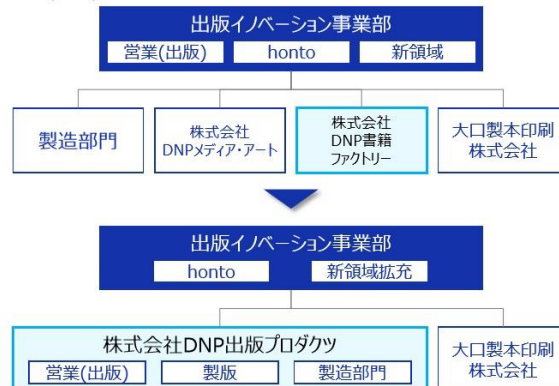 出版イノベーション事業部
営業(出版) honto 新領域
製造部門
株式会社
DNPメディア・アート
株式会社
DNP書籍
ファクトリー
大口製本印刷
株式会社
出版イノベーション事業部
honto 新領域拡充
株式会社DNP出版プロダクツ
営業(出版) 製版 製造部門
大口製本印刷
株式会社